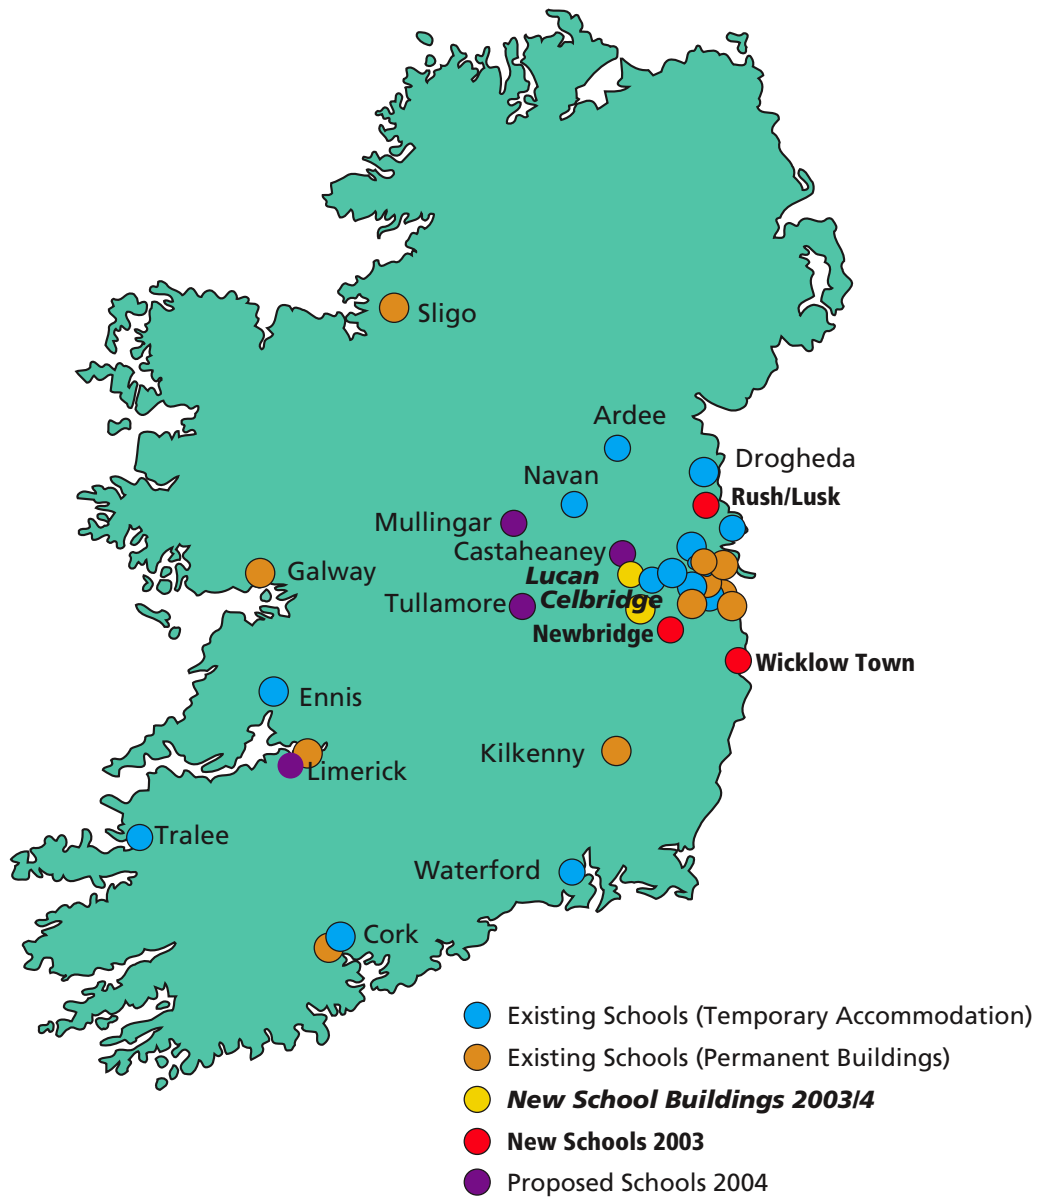 Sligo
Ardee
Drogheda
Navan
Rush/Lusk
Mullingar
Castaheaney
Lucan
Galway
Celbridge
Tullamore
Newbridge
Wicklow Town
Ennis
Kilkenny
Limerick
Tralee
Waterford
Cork
Existing Schools (Temporary Accommodation)
Existing Schools (Permanent Buildings)
New School Buildings 2003/4
New Schools 2003
Proposed Schools 2004